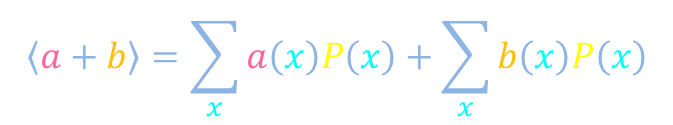 ⟨a + b⟩ = ∑ₓ a(x)P(x) + ∑ₓ b(x)P(x)